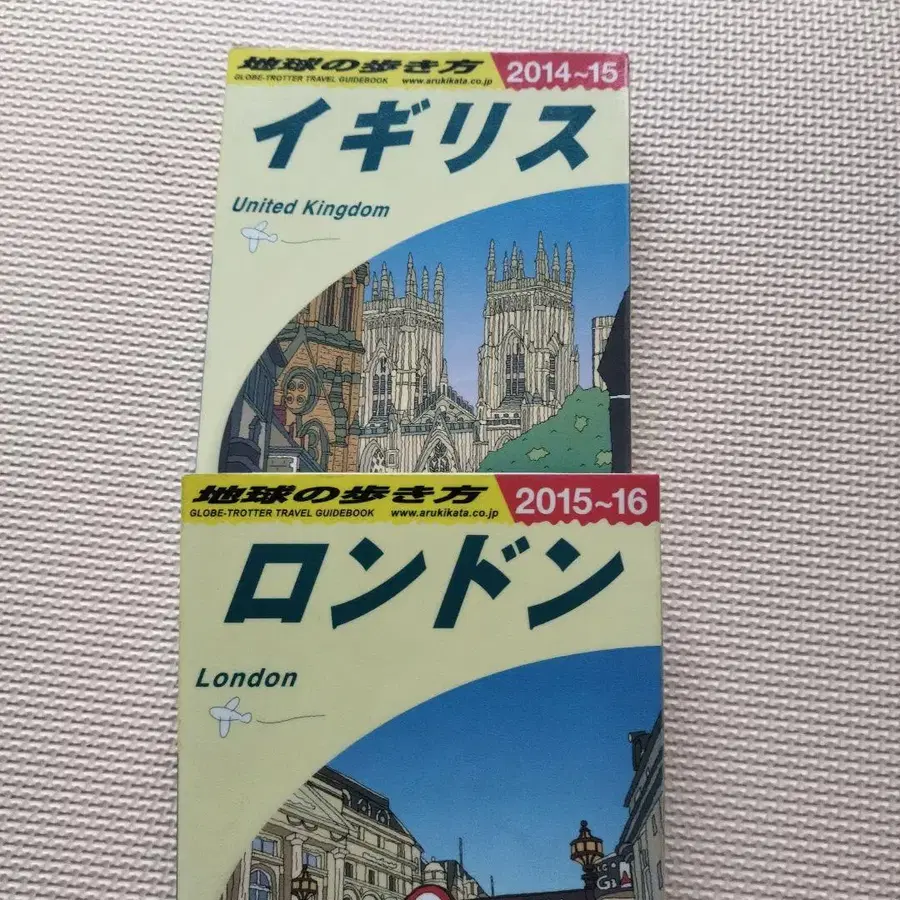 地球の歩き方
GLOBE-TROTTER TRAVEL GUIDEBOOK www.arukikata.co.jp
2014~15
イギリス
United Kingdom
地球の歩き方
GLOBE-TROTTER TRAVEL GUIDEBOOK www.arukikata.co.jp
2015~16
ロンドン
London